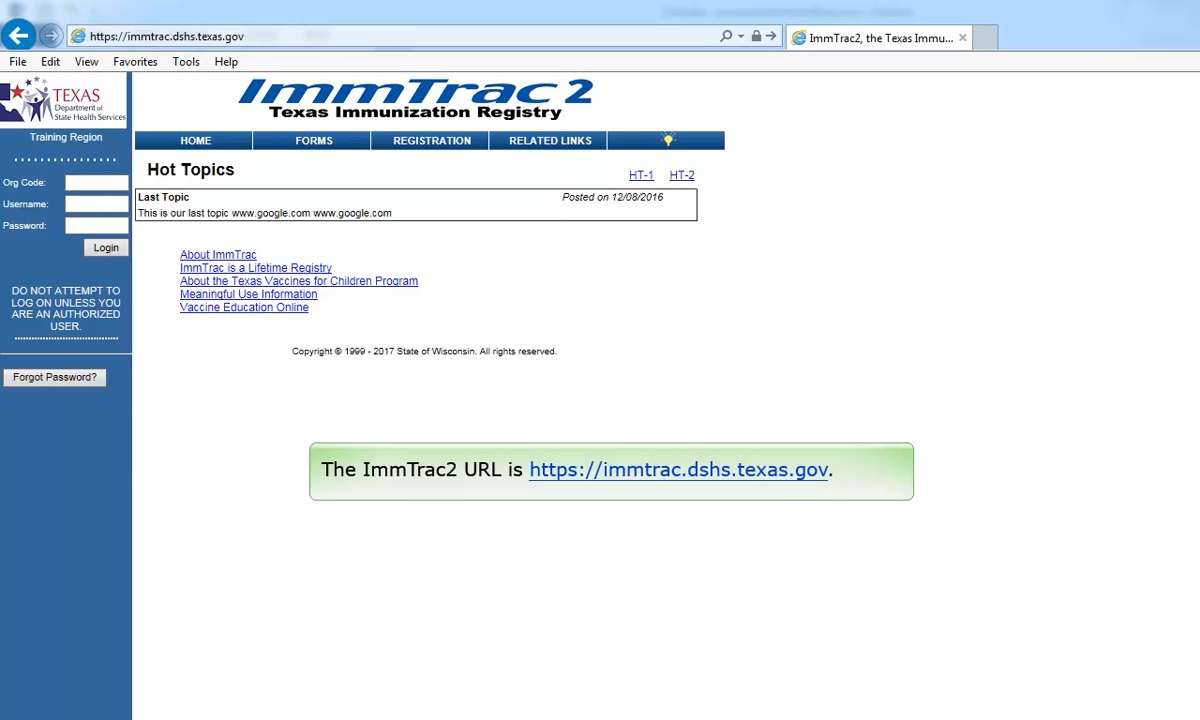 https://immtrac.dshs.texas.gov
ImmTrac2, the Texas Immu...
File Edit View Favorites Tools Help
TEXAS
Department of
State Health Services
Training Region
Org Code:
Username:
Password:
Login
DO NOT ATTEMPT TO
LOG ON UNLESS YOU
ARE AN AUTHORIZED
USER.
Forgot Password?
ImmTrac2
Texas Immunization Registry
HOME FORMS REGISTRATION RELATED LINKS
Hot Topics
HT-1 HT-2
Last Topic Posted on 12/08/2016
This is our last topic www.google.com www.google.com
About ImmTrac
ImmTrac is a Lifetime Registry
About the Texas Vaccines for Children Program
Meaningful Use Information
Vaccine Education Online
Copyright © 1999 - 2017 State of Wisconsin. All rights reserved.
The ImmTrac2 URL is https://immtrac.dshs.texas.gov.